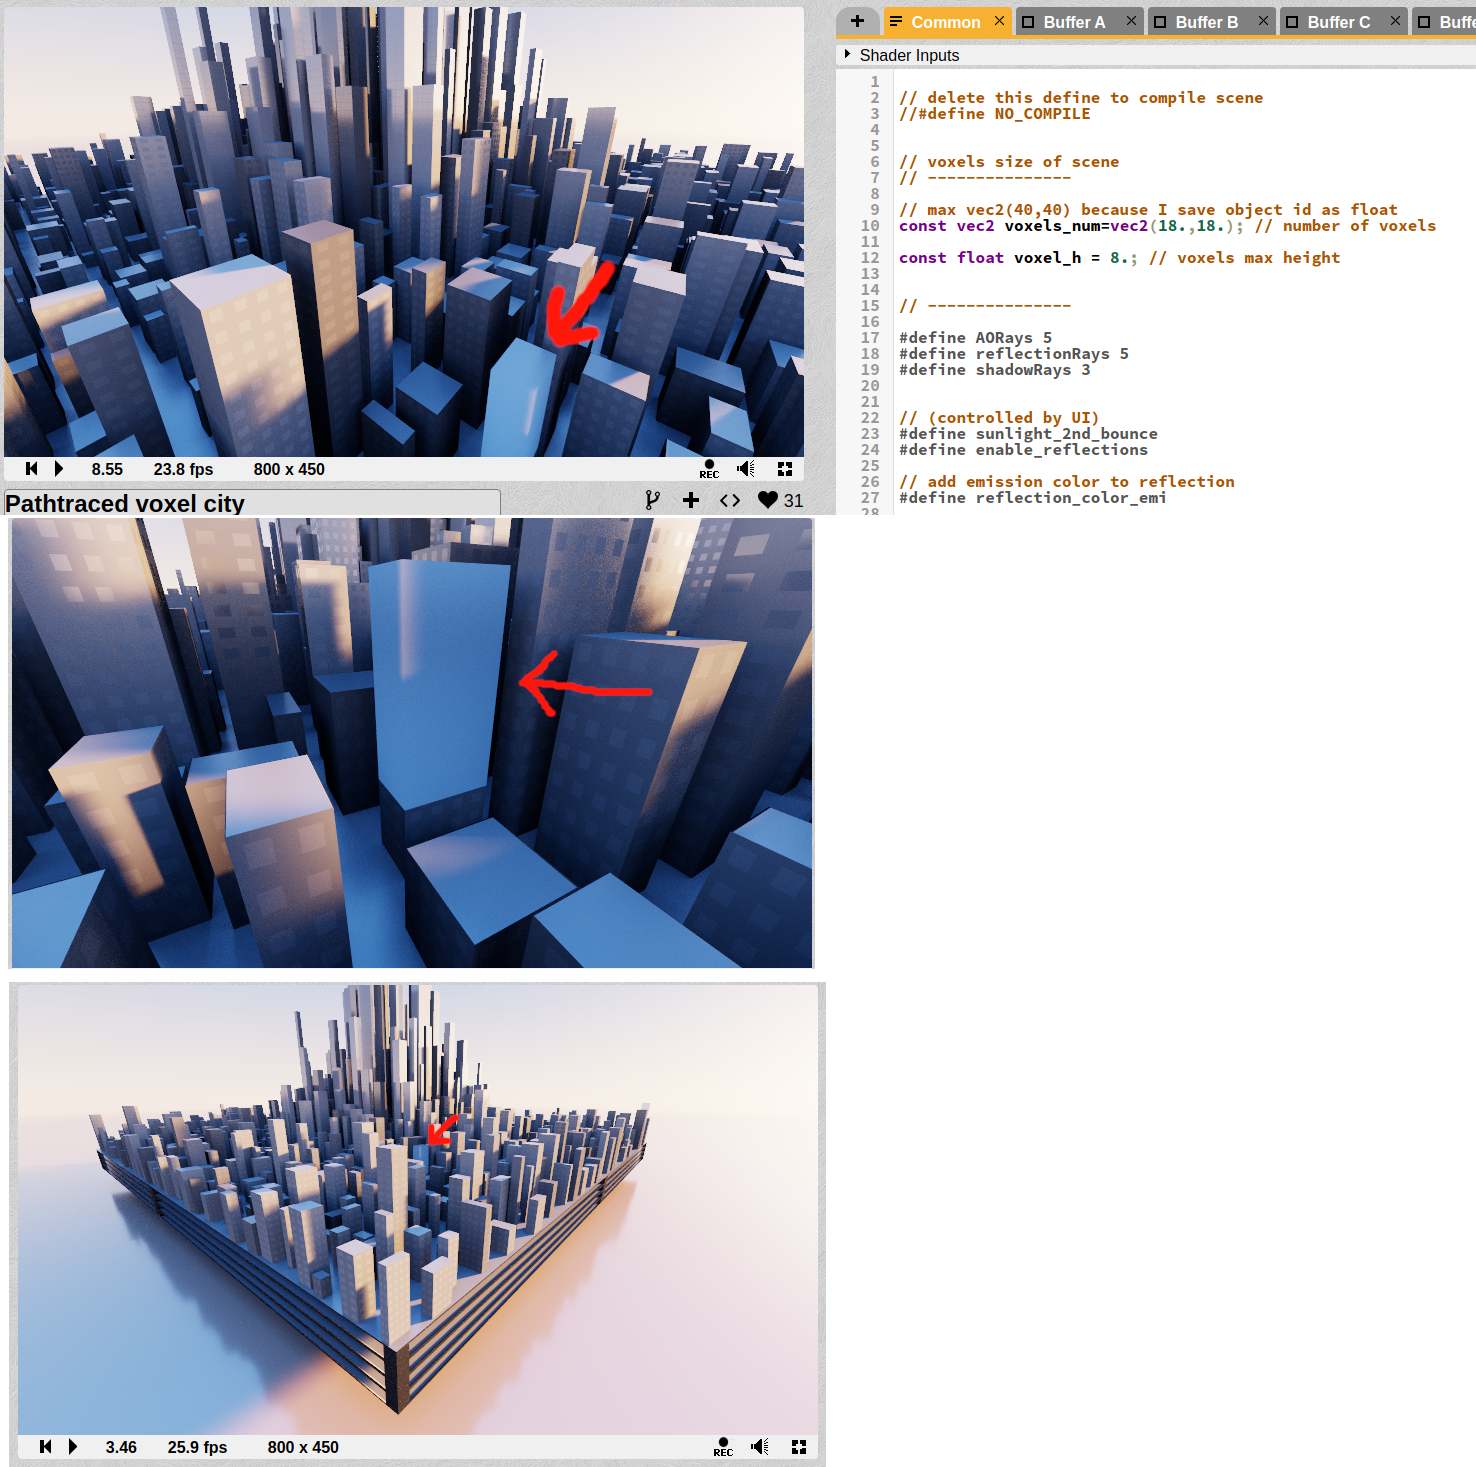 + Common × Buffer A × Buffer B × Buffer C × Buffe
Shader Inputs
1
2 // delete this define to compile scene
3 //#define NO_COMPILE
4
5
6 // voxels size of scene
7 // ---------------
8
9 // max vec2(40,40) because I save object id as float
10 const vec2 voxels_num=vec2(18.,18.); // number of voxels
11
12 const float voxel_h = 8.; // voxels max height
13
14
15 // ---------------
16
17 #define AORays 5
18 #define reflectionRays 5
19 #define shadowRays 3
20
21
22 // (controlled by UI)
23 #define sunlight_2nd_bounce
24 #define enable_reflections
25
26 // add emission color to reflection
27 #define reflection_color_emi
28
8.55 23.8 fps 800 x 450 REC
Pathtraced voxel city 31
3.46 25.9 fps 800 x 450 REC